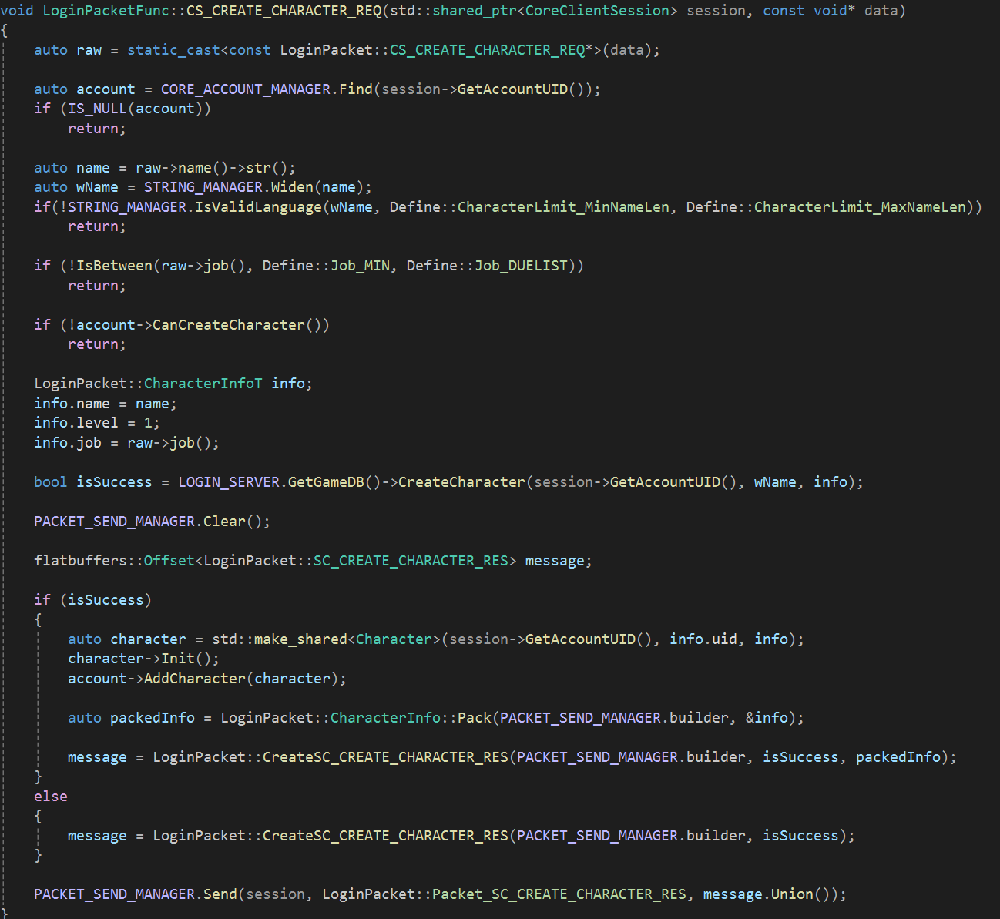 void LoginPacketFunc::CS_CREATE_CHARACTER_REQ(std::shared_ptr<CoreClientSession> session, const void* data)
{
    auto raw = static_cast<const LoginPacket::CS_CREATE_CHARACTER_REQ*>(data);

    auto account = CORE_ACCOUNT_MANAGER.Find(session->GetAccountUID());
    if (IS_NULL(account))
        return;

    auto name = raw->name()->str();
    auto wName = STRING_MANAGER.Widen(name);
    if(!STRING_MANAGER.IsValidLanguage(wName, Define::CharacterLimit_MinNameLen, Define::CharacterLimit_MaxNameLen))
        return;

    if (!IsBetween(raw->job(), Define::Job_MIN, Define::Job_DUELIST))
        return;

    if (!account->CanCreateCharacter())
        return;

    LoginPacket::CharacterInfoT info;
    info.name = name;
    info.level = 1;
    info.job = raw->job();

    bool isSuccess = LOGIN_SERVER.GetGameDB()->CreateCharacter(session->GetAccountUID(), wName, info);

    PACKET_SEND_MANAGER.Clear();

    flatbuffers::Offset<LoginPacket::SC_CREATE_CHARACTER_RES> message;

    if (isSuccess)
    {
        auto character = std::make_shared<Character>(session->GetAccountUID(), info.uid, info);
        character->Init();
        account->AddCharacter(character);

        auto packedInfo = LoginPacket::CharacterInfo::Pack(PACKET_SEND_MANAGER.builder, &info);

        message = LoginPacket::CreateSC_CREATE_CHARACTER_RES(PACKET_SEND_MANAGER.builder, isSuccess, packedInfo);
    }
    else
    {
        message = LoginPacket::CreateSC_CREATE_CHARACTER_RES(PACKET_SEND_MANAGER.builder, isSuccess);
    }

    PACKET_SEND_MANAGER.Send(session, LoginPacket::Packet_SC_CREATE_CHARACTER_RES, message.Union());
}